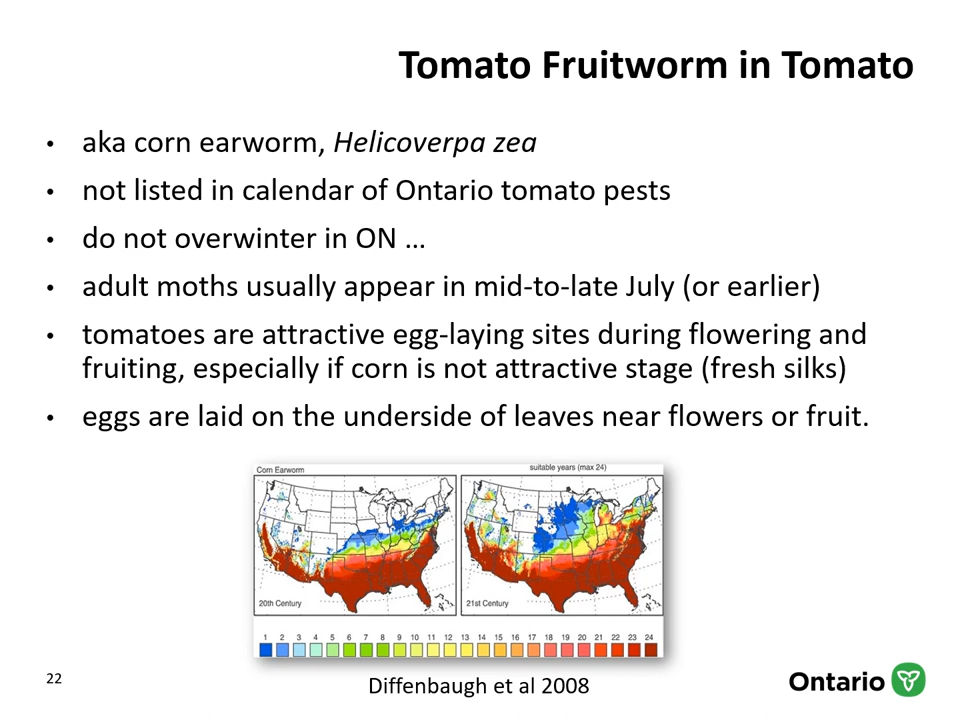 Tomato Fruitworm in Tomato
• aka corn earworm, Helicoverpa zea
• not listed in calendar of Ontario tomato pests
• do not overwinter in ON …
• adult moths usually appear in mid-to-late July (or earlier)
• tomatoes are attractive egg-laying sites during flowering and
fruiting, especially if corn is not attractive stage (fresh silks)
• eggs are laid on the underside of leaves near flowers or fruit.
Corn Earworm
suitable years (max 24)
20th Century
21st Century
1 2 3 4 5 6 7 8 9 10 11 12 13 14 15 16 17 18 19 20 21 22 23 24
22
Diffenbaugh et al 2008
Ontario